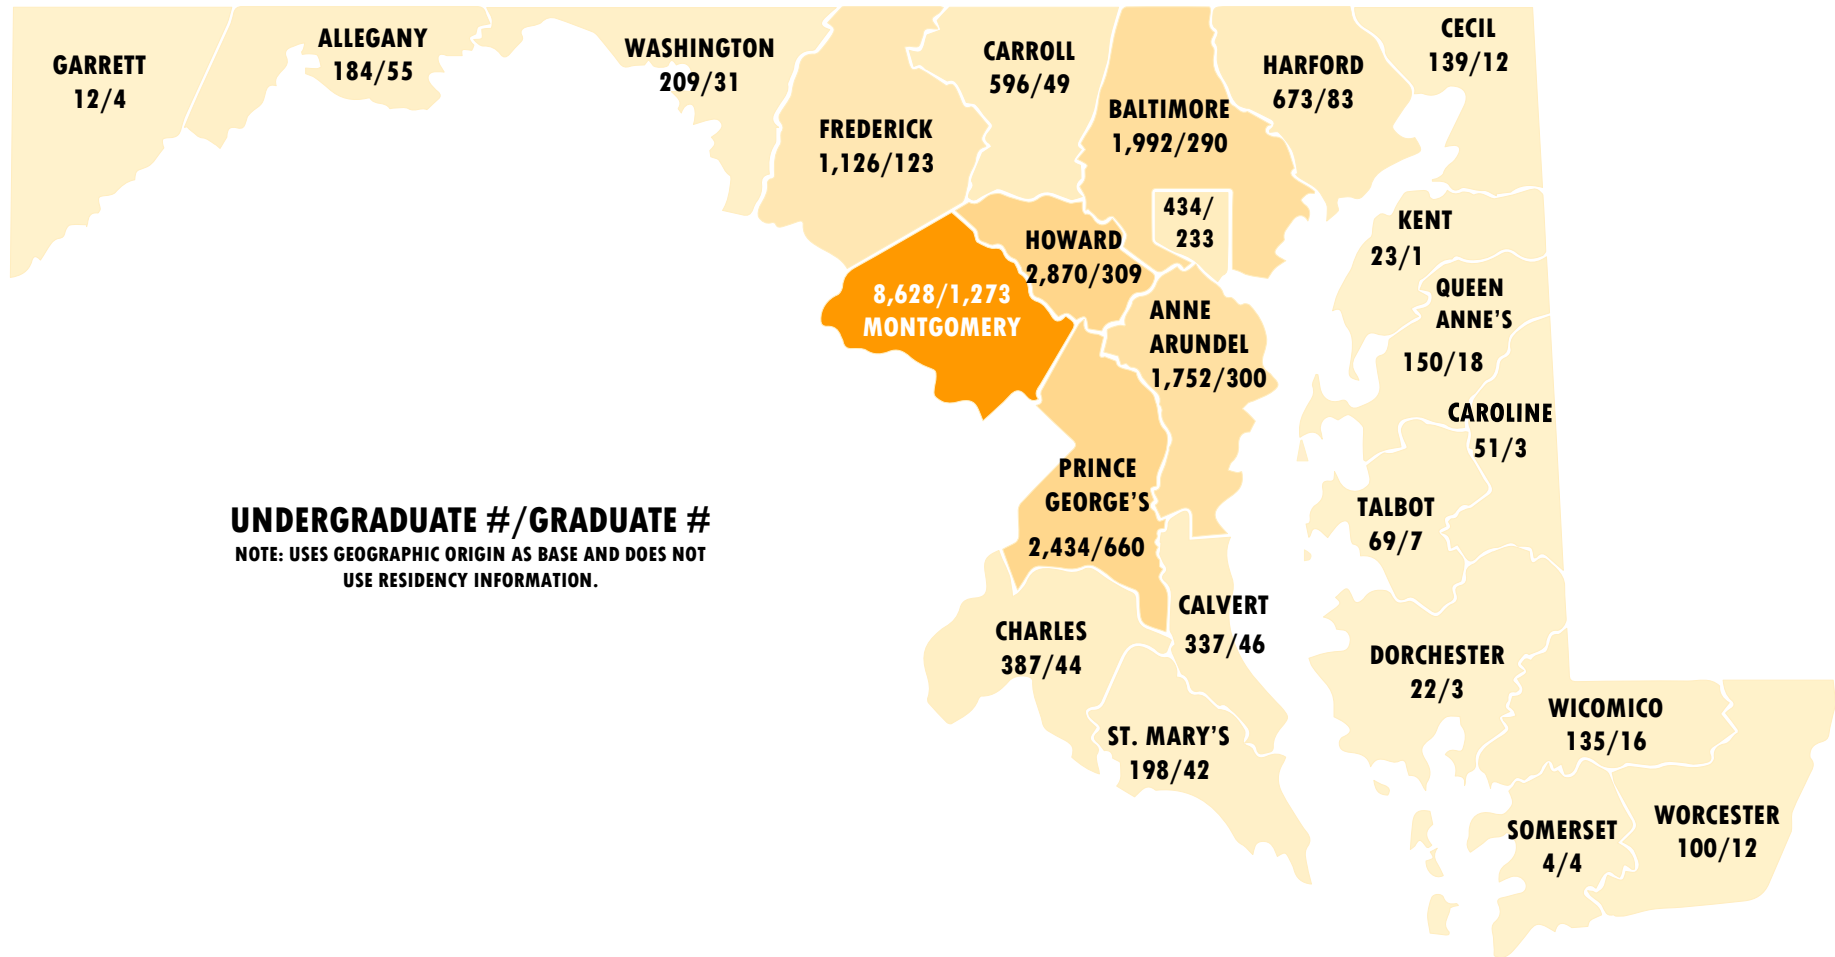 GARRETT
12/4
ALLEGANY
184/55
WASHINGTON
209/31
FREDERICK
1,126/123
CARROLL
596/49
BALTIMORE
1,992/290
HARFORD
673/83
CECIL
139/12
434/
233
HOWARD
2,870/309
8,628/1,273
MONTGOMERY
ANNE
ARUNDEL
1,752/300
KENT
23/1
QUEEN
ANNE'S
150/18
CAROLINE
51/3
TALBOT
69/7
PRINCE
GEORGE'S
2,434/660
UNDERGRADUATE #/GRADUATE #
NOTE: USES GEOGRAPHIC ORIGIN AS BASE AND DOES NOT
USE RESIDENCY INFORMATION.
CHARLES
387/44
CALVERT
337/46
ST. MARY'S
198/42
DORCHESTER
22/3
WICOMICO
135/16
SOMERSET
4/4
WORCESTER
100/12